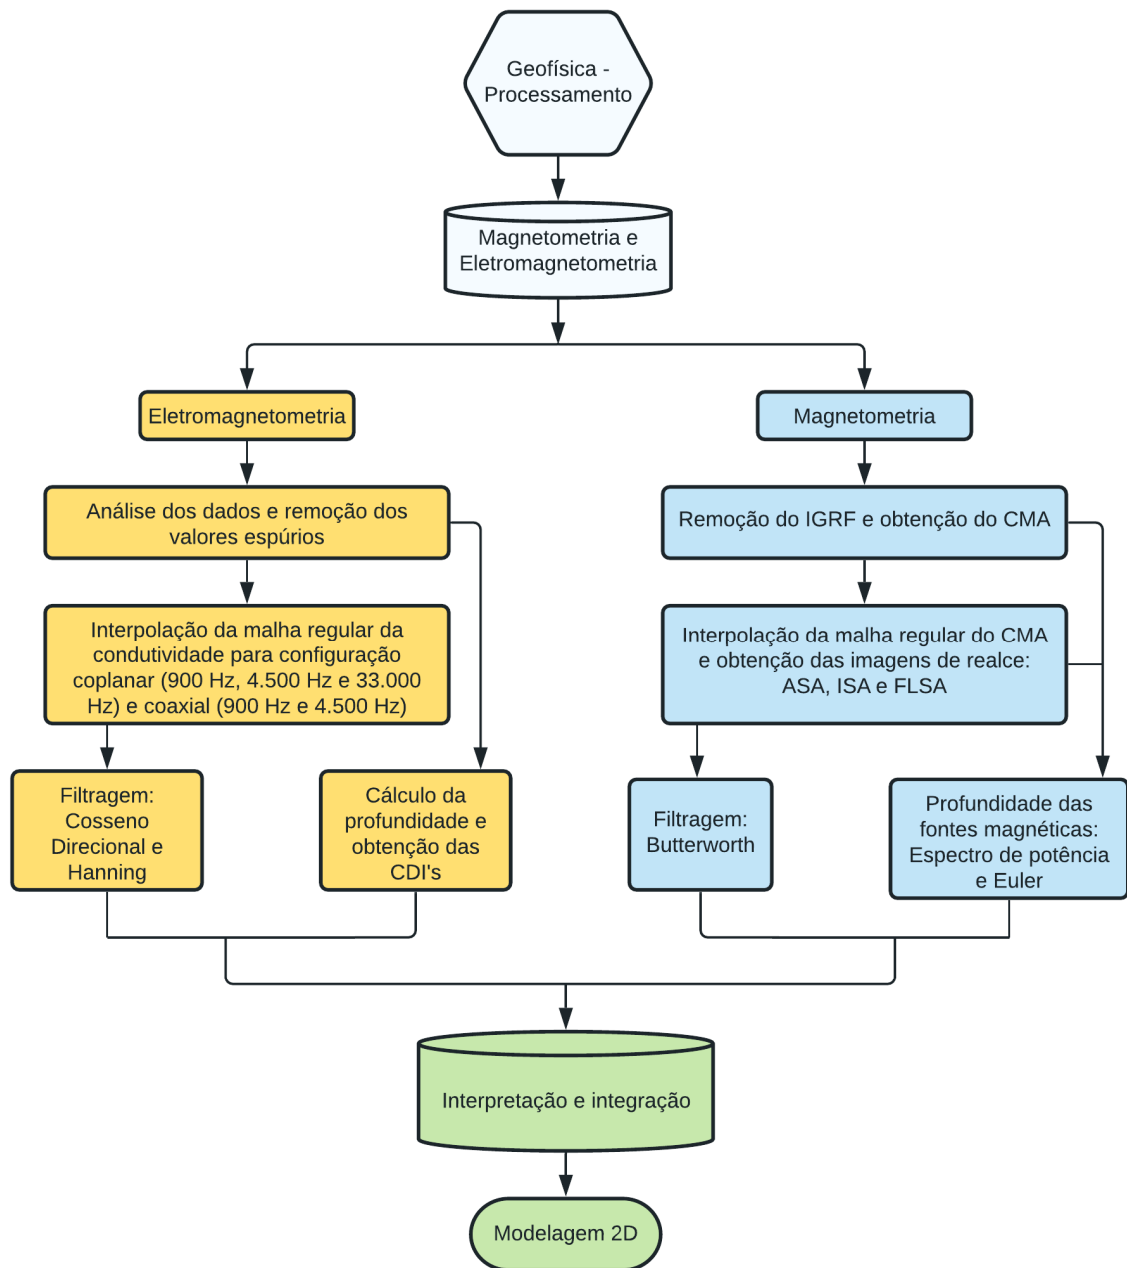 Geofísica -
Processamento
Magnetometria e
Eletromagnetometria
Eletromagnetometria
Magnetometria
Análise dos dados e remoção dos
valores espúrios
Remoção do IGRF e obtenção do CMA
Interpolação da malha regular da
condutividade para configuração
coplanar (900 Hz, 4.500 Hz e 33.000
Hz) e coaxial (900 Hz e 4.500 Hz)
Interpolação da malha regular do CMA
e obtenção das imagens de realce:
ASA, ISA e FLSA
Filtragem:
Cosseno
Direcional e
Hanning
Cálculo da
profundidade e
obtenção das
CDI's
Filtragem:
Butterworth
Profundidade das
fontes magnéticas:
Espectro de potência
e Euler
Interpretação e integração
Modelagem 2D